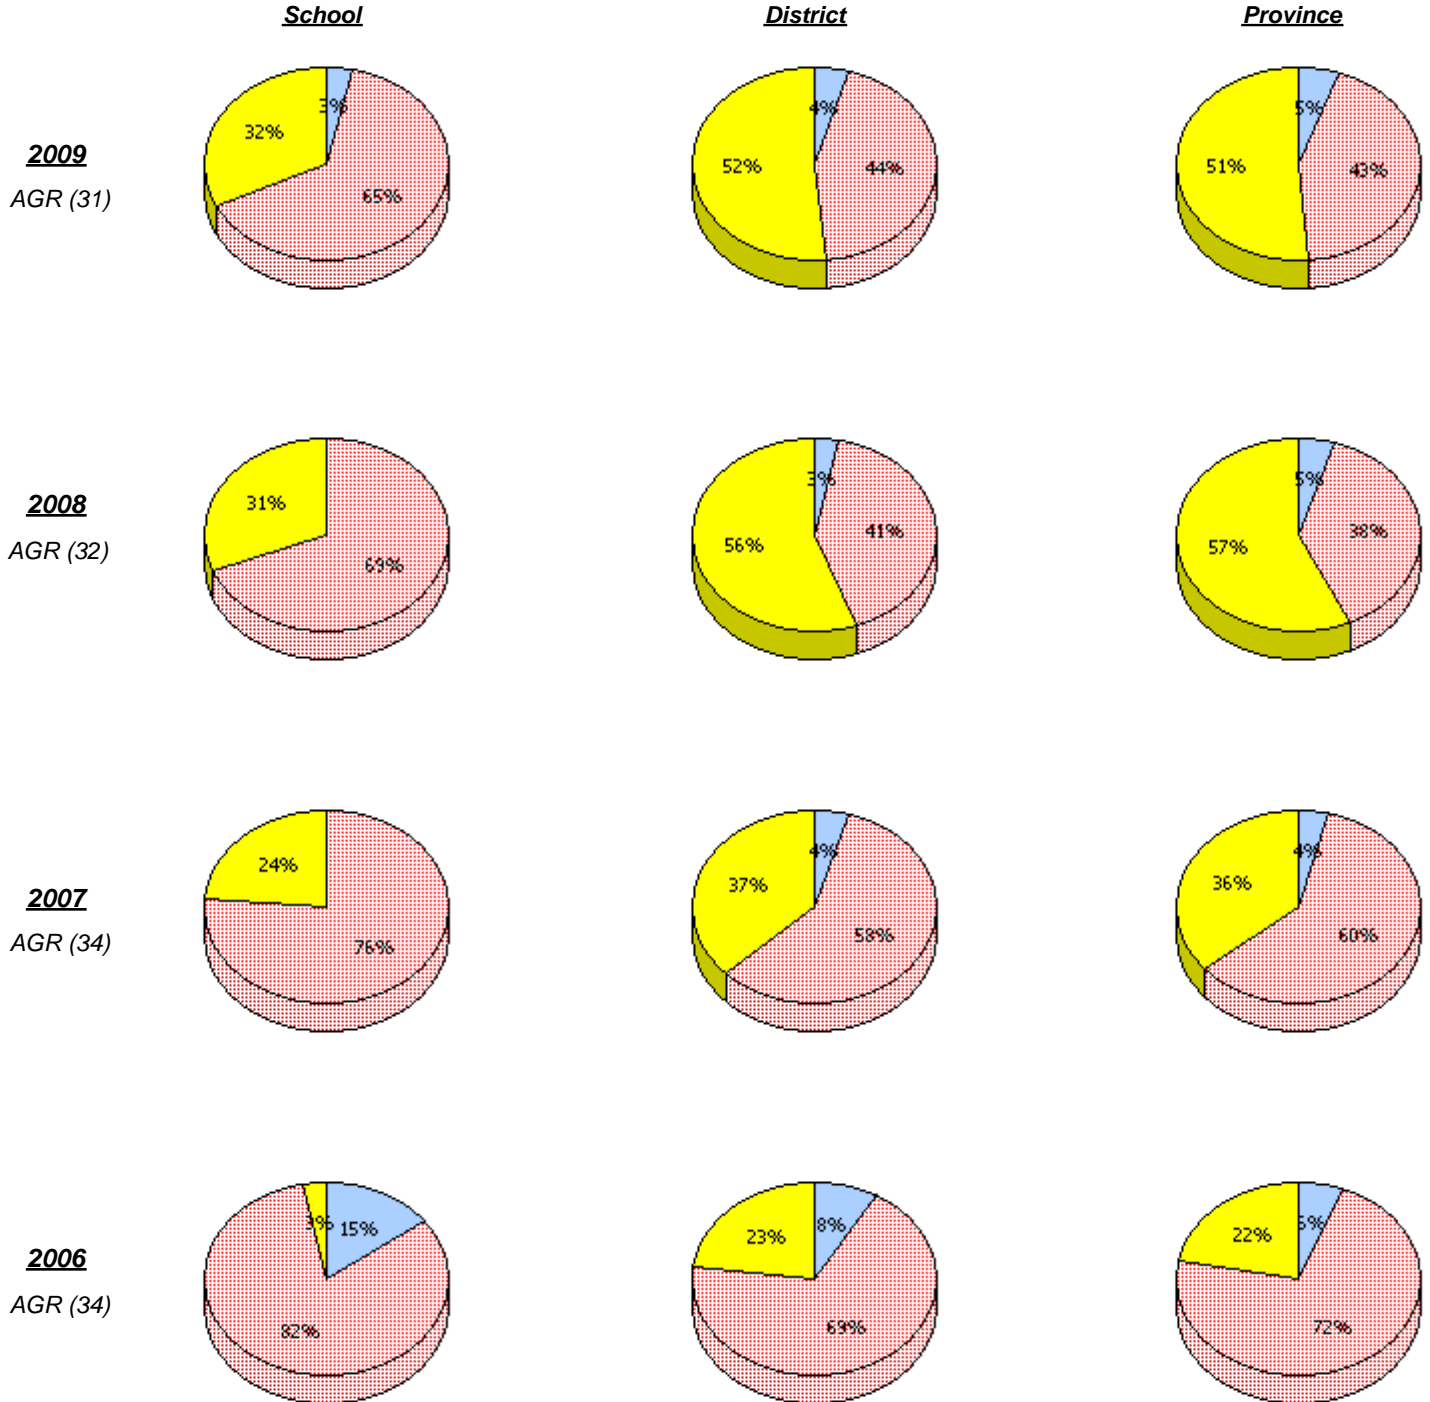 School District Province
2009
AGR (31)
32% 3% 65%
52% 4% 44%
51% 5% 43%
2008
AGR (32)
31% 69%
56% 3% 41%
57% 5% 38%
2007
AGR (34)
24% 76%
37% 4% 58%
36% 4% 60%
2006
AGR (34)
3% 15% 82%
23% 8% 69%
22% 72%